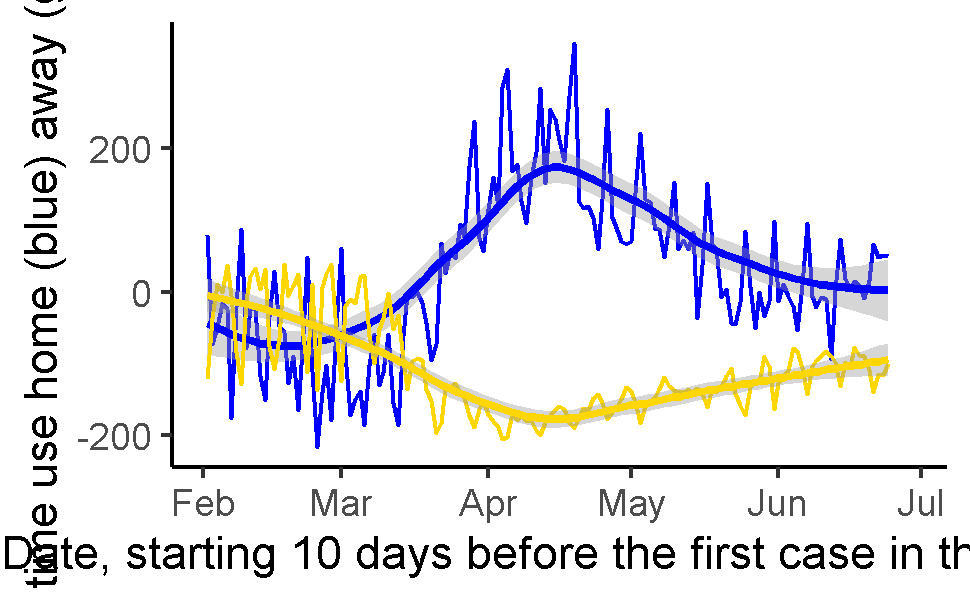 time use home (blue) away (
200
0
-200
Feb Mar Apr May Jun Jul
Date, starting 10 days before the first case in th